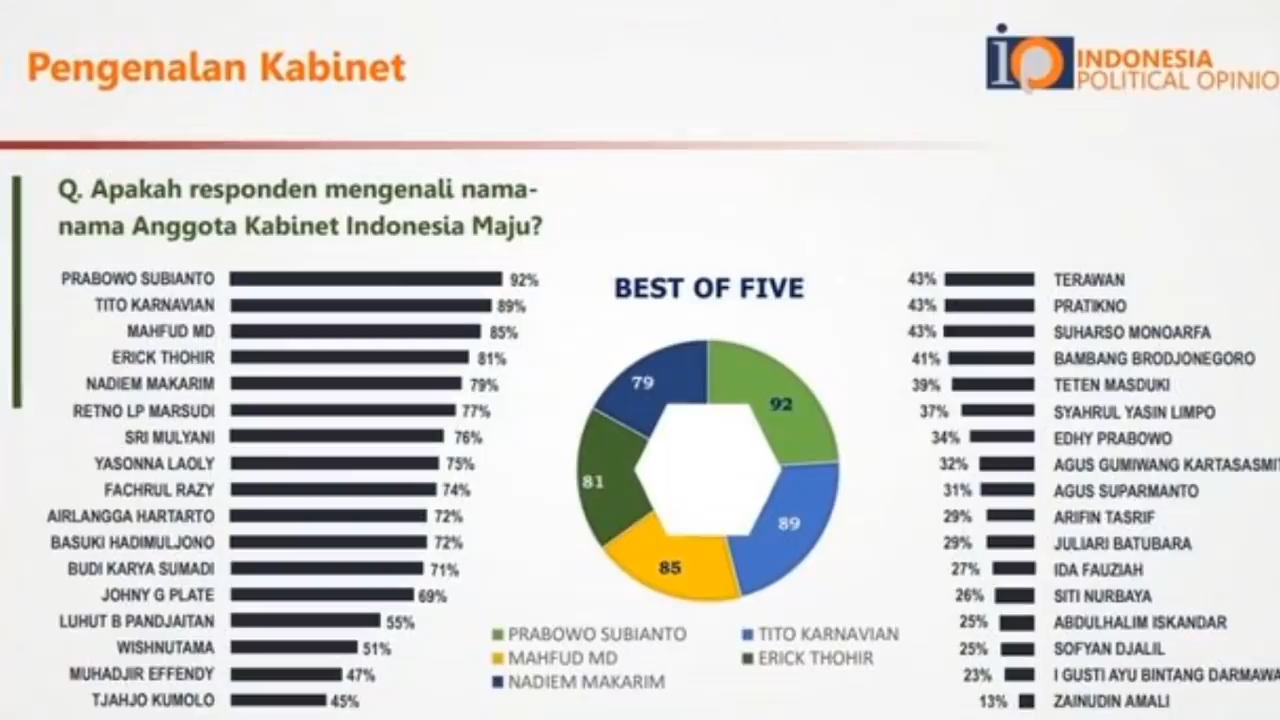 Pengenalan Kabinet
ip INDONESIA
POLITICAL OPINIO
Q. Apakah responden mengenali nama-
nama Anggota Kabinet Indonesia Maju?
PRABOWO SUBIANTO 92%
TITO KARNAVIAN 89%
MAHFUD MD 85%
ERICK THOHIR 81%
NADIEM MAKARIM 79%
RETNO LP MARSUDI 77%
SRI MULYANI 76%
YASONNA LAOLY 75%
FACHRUL RAZY 74%
AIRLANGGA HARTARTO 72%
BASUKI HADIMULJONO 72%
BUDI KARYA SUMADI 71%
JOHNY G PLATE 69%
LUHUT B PANDJAITAN 55%
WISHNUTAMA 51%
MUHADJIR EFFENDY 47%
TJAHJO KUMOLO 45%
BEST OF FIVE
79
92
81
89
85
PRABOWO SUBIANTO TITO KARNAVIAN
MAHFUD MD ERICK THOHIR
NADIEM MAKARIM
43% TERAWAN
43% PRATIKNO
43% SUHARSO MONOARFA
41% BAMBANG BRODJONEGORO
39% TETEN MASDUKI
37% SYAHRUL YASIN LIMPO
34% EDHY PRABOWO
32% AGUS GUMIWANG KARTASASMIT
31% AGUS SUPARMANTO
29% ARIFIN TASRIF
29% JULIARI BATUBARA
27% IDA FAUZIAH
26% SITI NURBAYA
25% ABDULHALIM ISKANDAR
25% SOFYAN DJALIL
23% I GUSTI AYU BINTANG DARMAWA
13% ZAINUDIN AMALI